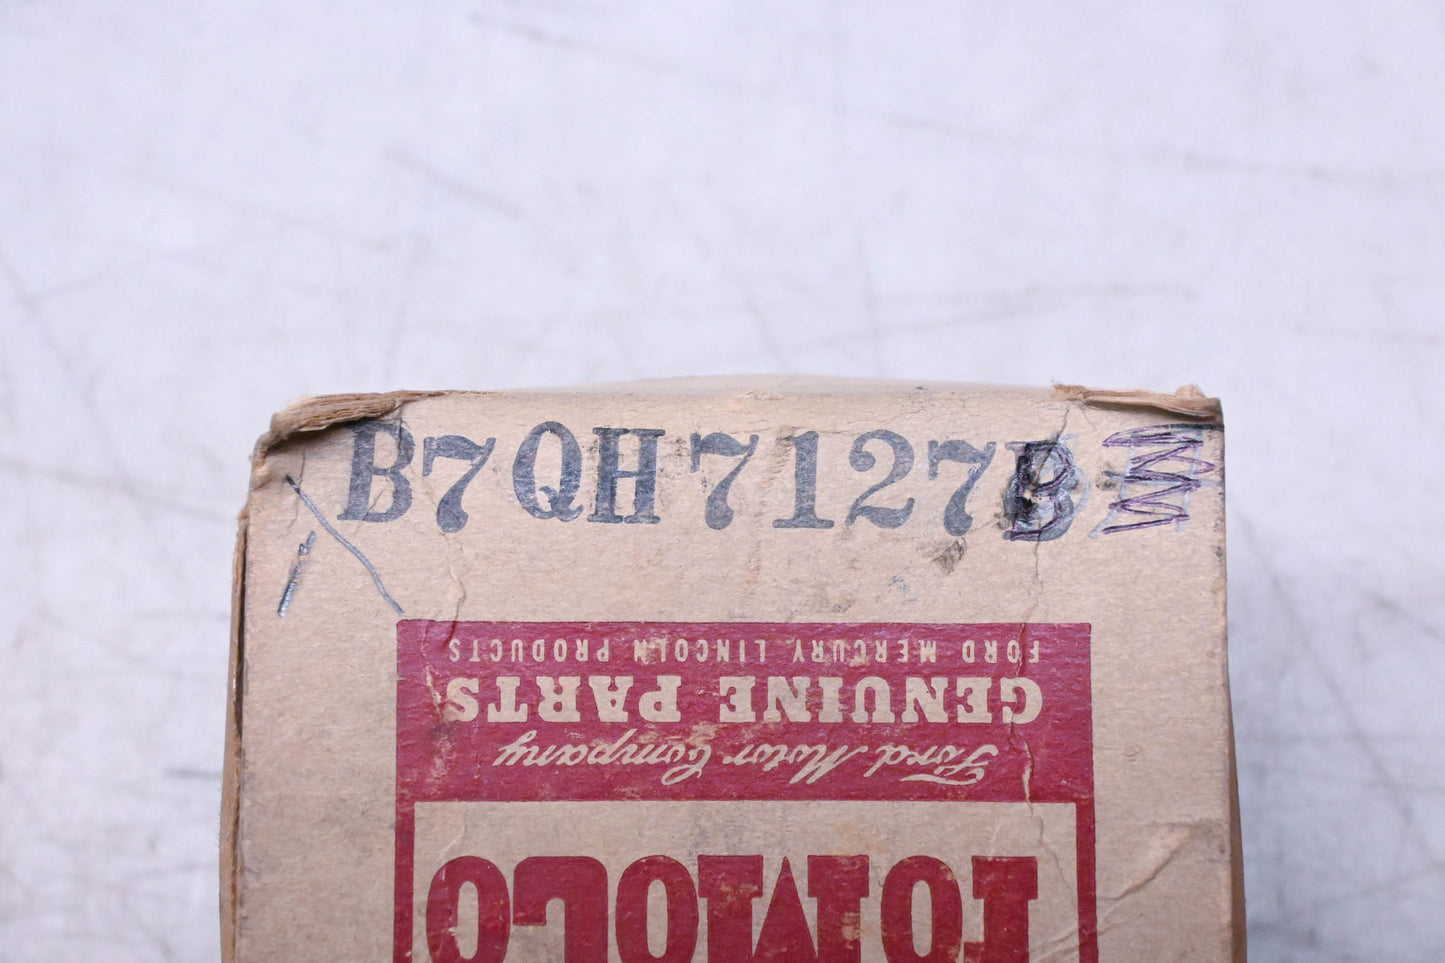 B7QH7127B
FoMoCo
Ford Motor Company
GENUINE PARTS
FORD MERCURY LINCOLN PRODUCTS